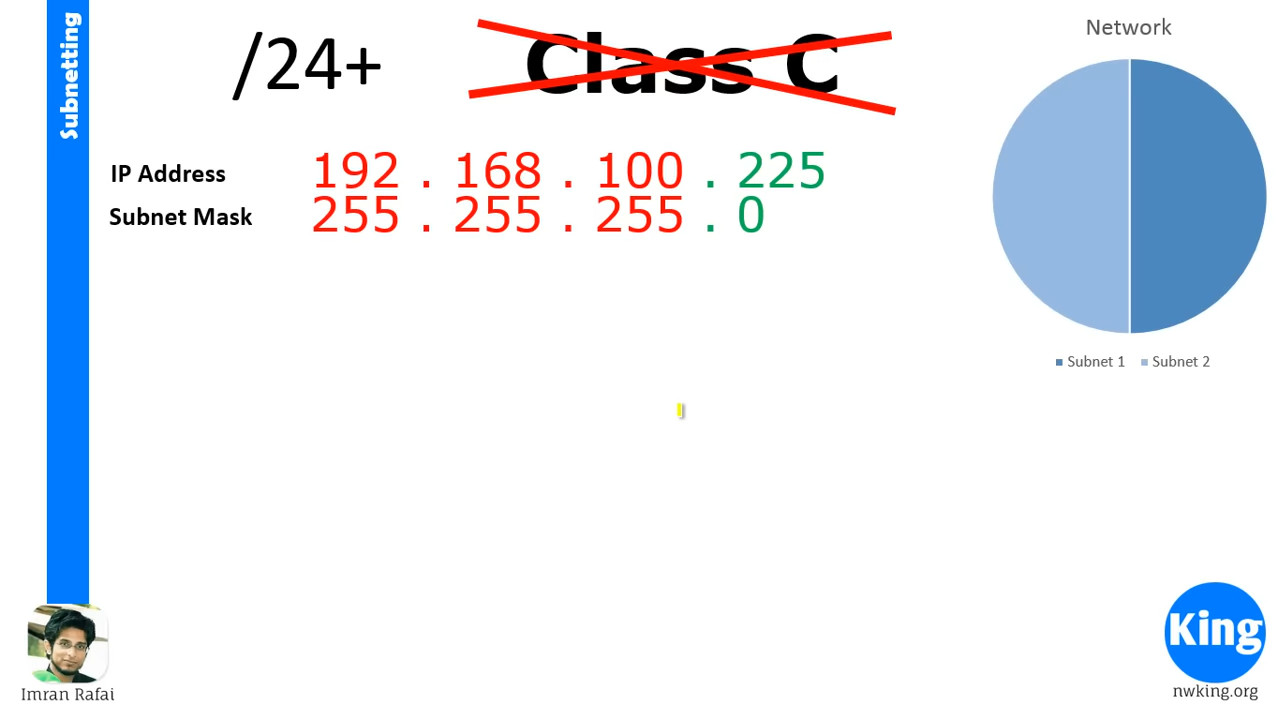 Subnetting
/24+ Class C
IP Address 192 . 168 . 100 . 225
Subnet Mask 255 . 255 . 255 . 0
Network
Subnet 1 Subnet 2
Imran Rafai
King
nwking.org